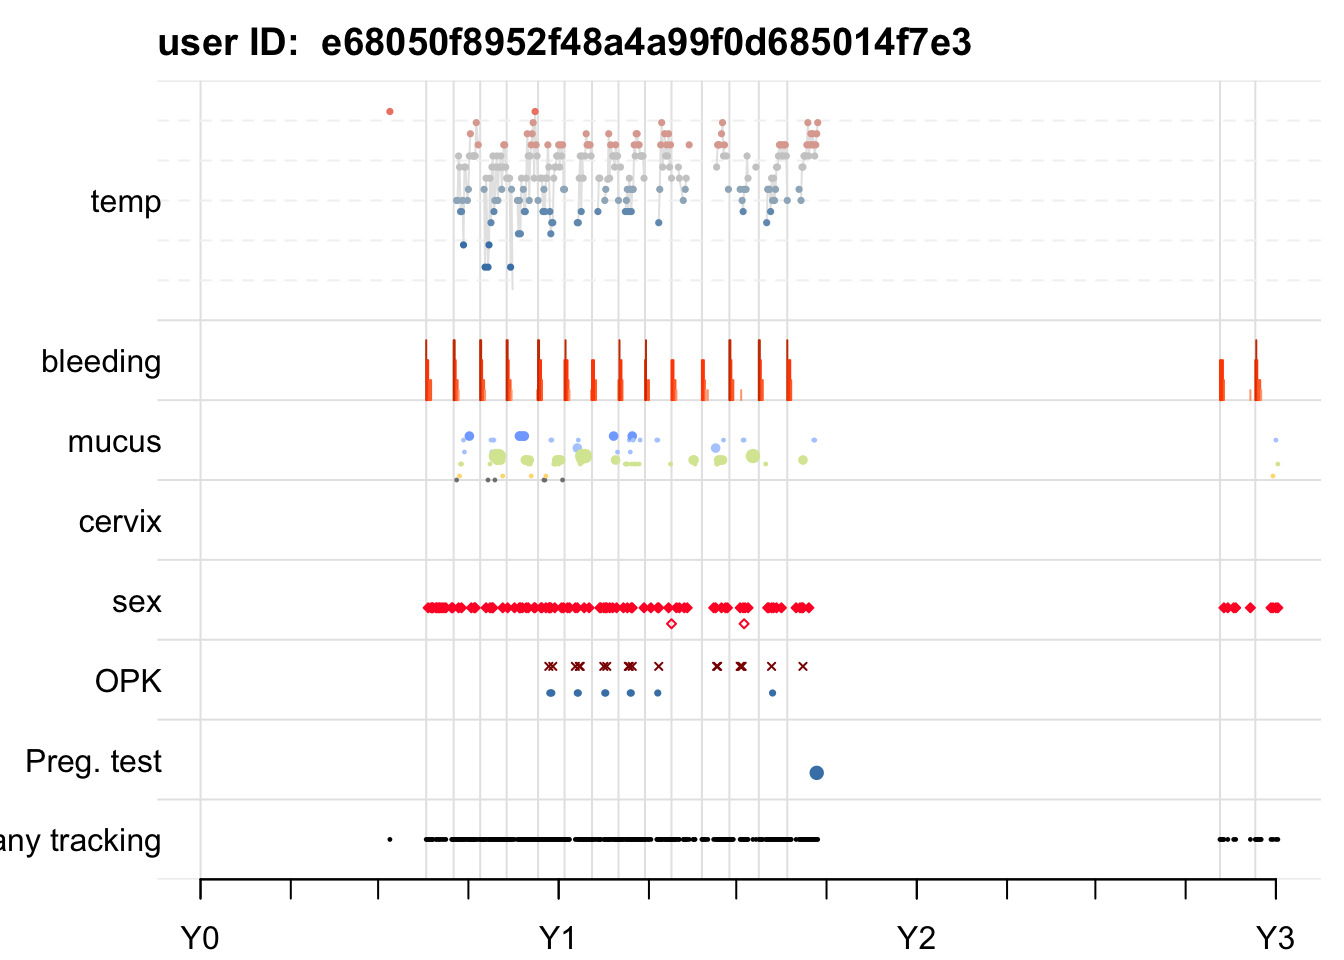 user ID:  e68050f8952f48a4a99f0d685014f7e3
temp
bleeding
mucus
cervix
sex
OPK
Preg. test
any tracking
Y0 Y1 Y2 Y3